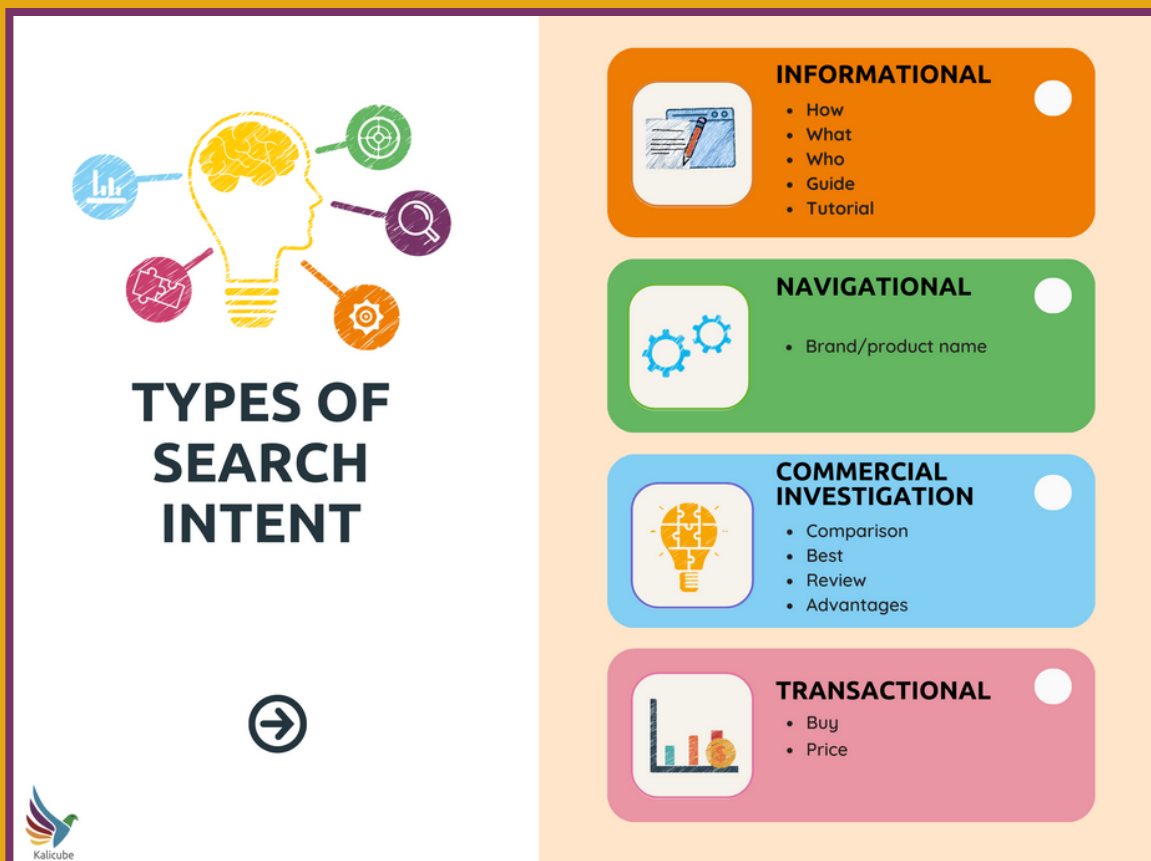 TYPES OF
SEARCH
INTENT
Kalicube
INFORMATIONAL
• How
• What
• Who
• Guide
• Tutorial
NAVIGATIONAL
• Brand/product name
COMMERCIAL
INVESTIGATION
• Comparison
• Best
• Review
• Advantages
TRANSACTIONAL
• Buy
• Price